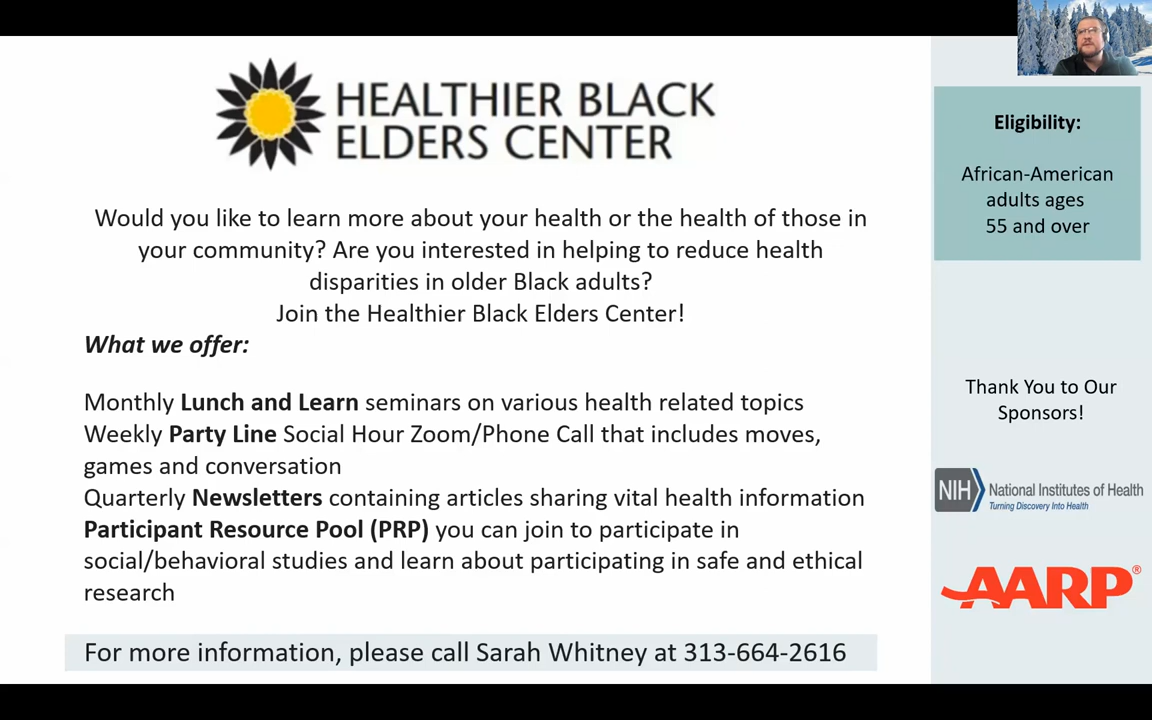 HEALTHIER BLACK
ELDERS CENTER
Would you like to learn more about your health or the health of those in
your community? Are you interested in helping to reduce health
disparities in older Black adults?
Join the Healthier Black Elders Center!
What we offer:
Monthly Lunch and Learn seminars on various health related topics
Weekly Party Line Social Hour Zoom/Phone Call that includes moves,
games and conversation
Quarterly Newsletters containing articles sharing vital health information
Participant Resource Pool (PRP) you can join to participate in
social/behavioral studies and learn about participating in safe and ethical
research
For more information, please call Sarah Whitney at 313-664-2616
Eligibility:
African-American
adults ages
55 and over
Thank You to Our
Sponsors!
NIH National Institutes of Health
Turning Discovery Into Health
AARP®